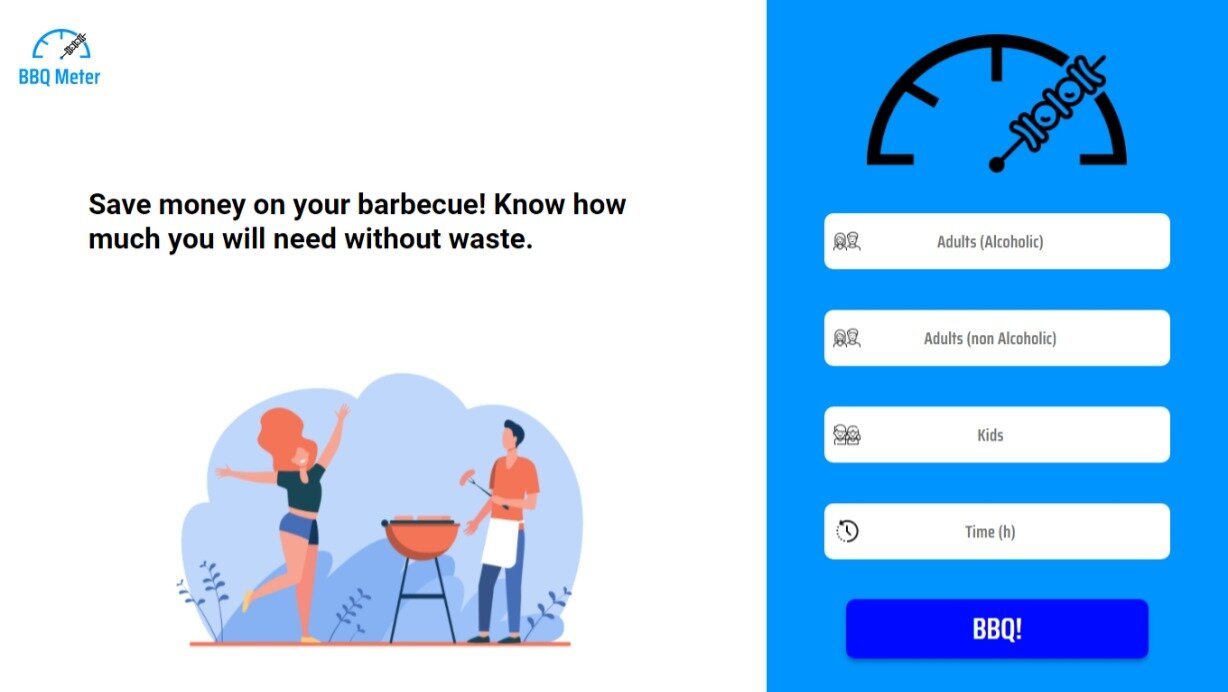 BBQ Meter
Save money on your barbecue! Know how
much you will need without waste.
Adults (Alcoholic)
Adults (non Alcoholic)
Kids
Time (h)
BBQ!